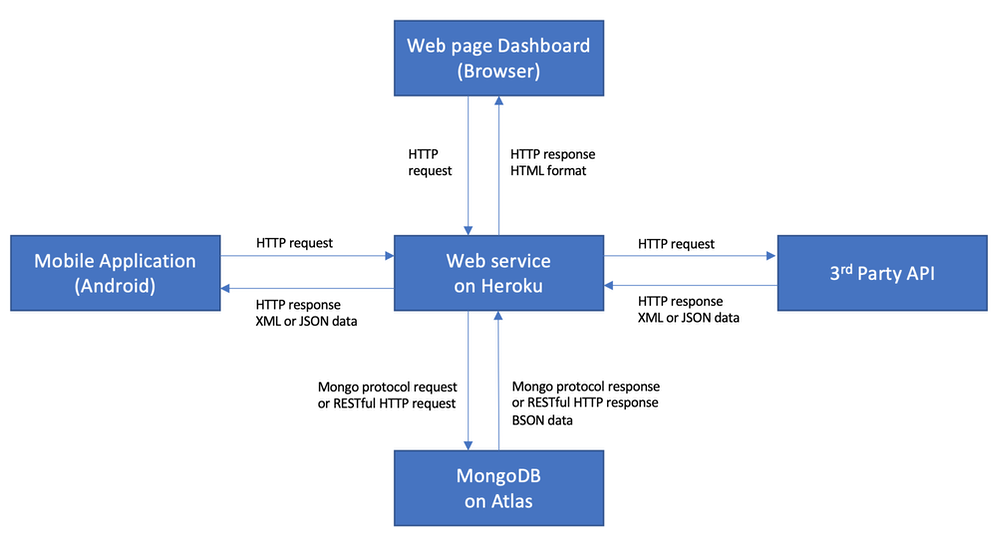 Web page Dashboard
(Browser)
HTTP
request
HTTP response
HTML format
Mobile Application
(Android)
HTTP request
HTTP response
XML or JSON data
Web service
on Heroku
HTTP request
HTTP response
XML or JSON data
3rd Party API
Mongo protocol request
or RESTful HTTP request
Mongo protocol response
or RESTful HTTP response
BSON data
MongoDB
on Atlas